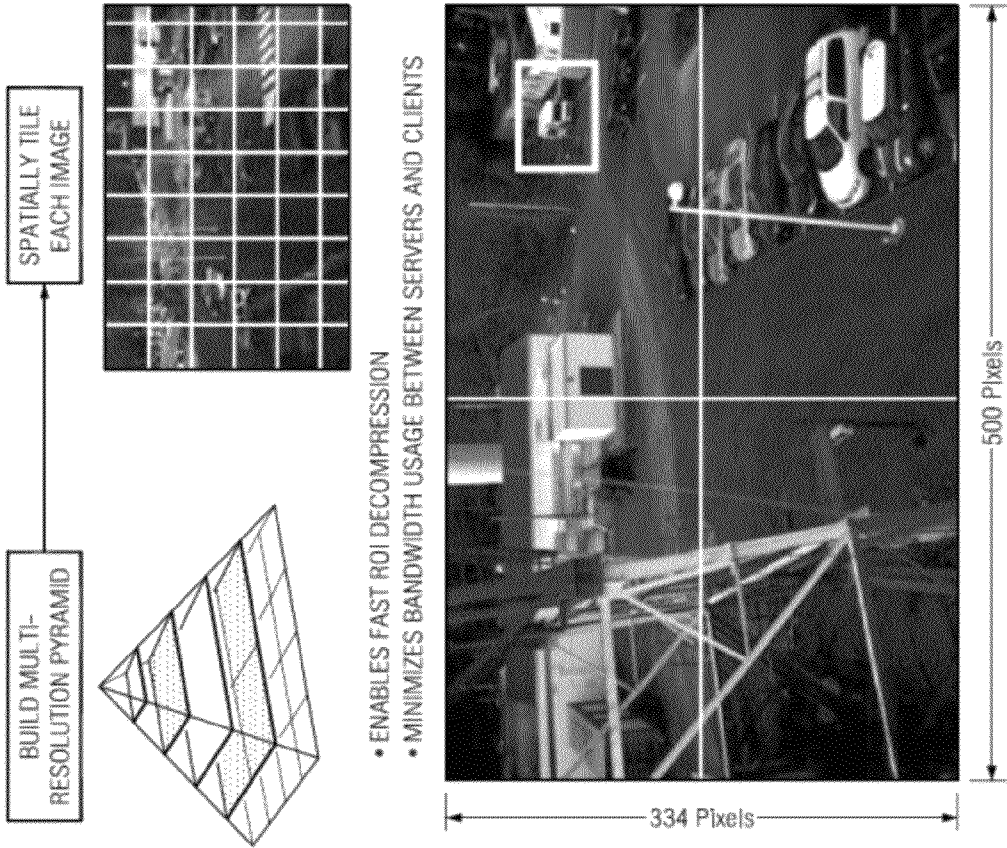 BUILD MULTI-
RESOLUTION PYRAMID
SPATIALLY TILE
EACH IMAGE
• ENABLES FAST ROI DECOMPRESSION
• MINIMIZES BANDWIDTH USAGE BETWEEN SERVERS AND CLIENTS
334 Pixels
500 Pixels